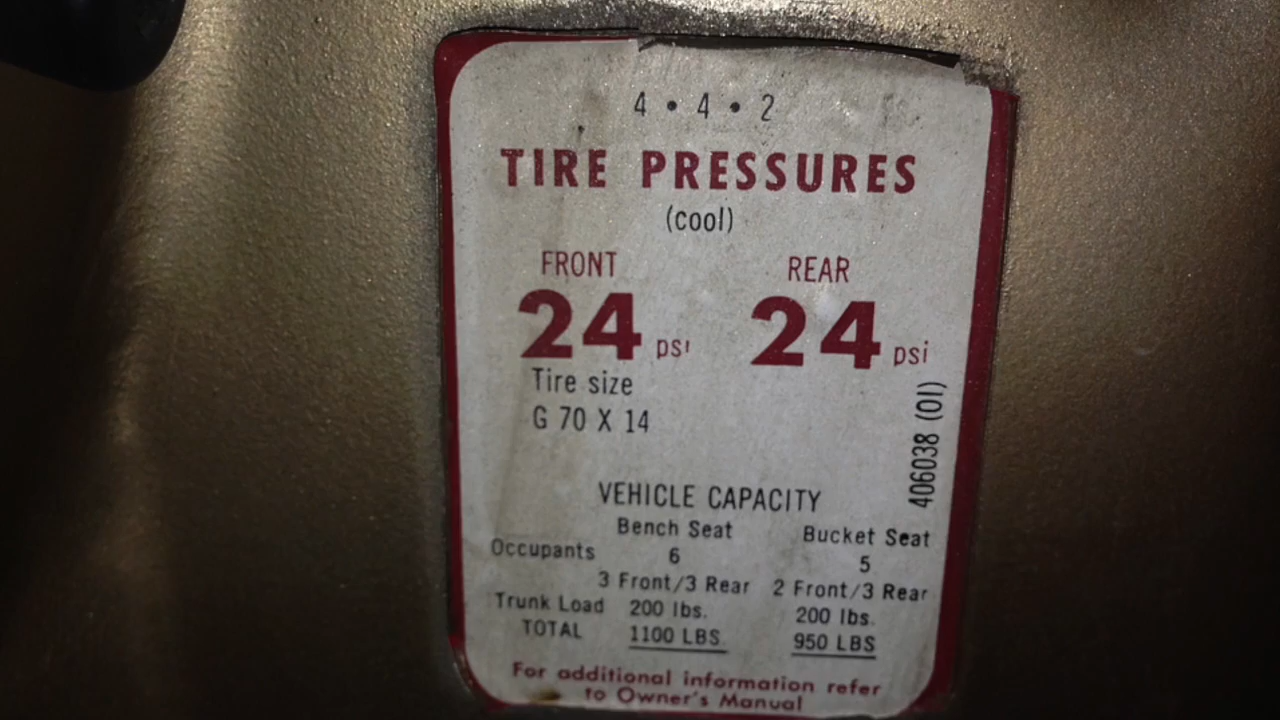 4 • 4 • 2
TIRE PRESSURES
(cool)
FRONT REAR
24 psi 24 psi
Tire size
G 70 X 14
406038 (01)
VEHICLE CAPACITY
Bench Seat Bucket Seat
Occupants 6 5
3 Front/3 Rear 2 Front/3 Rear
Trunk Load 200 lbs. 200 lbs.
TOTAL 1100 LBS. 950 LBS
For additional information refer
to Owner's Manual